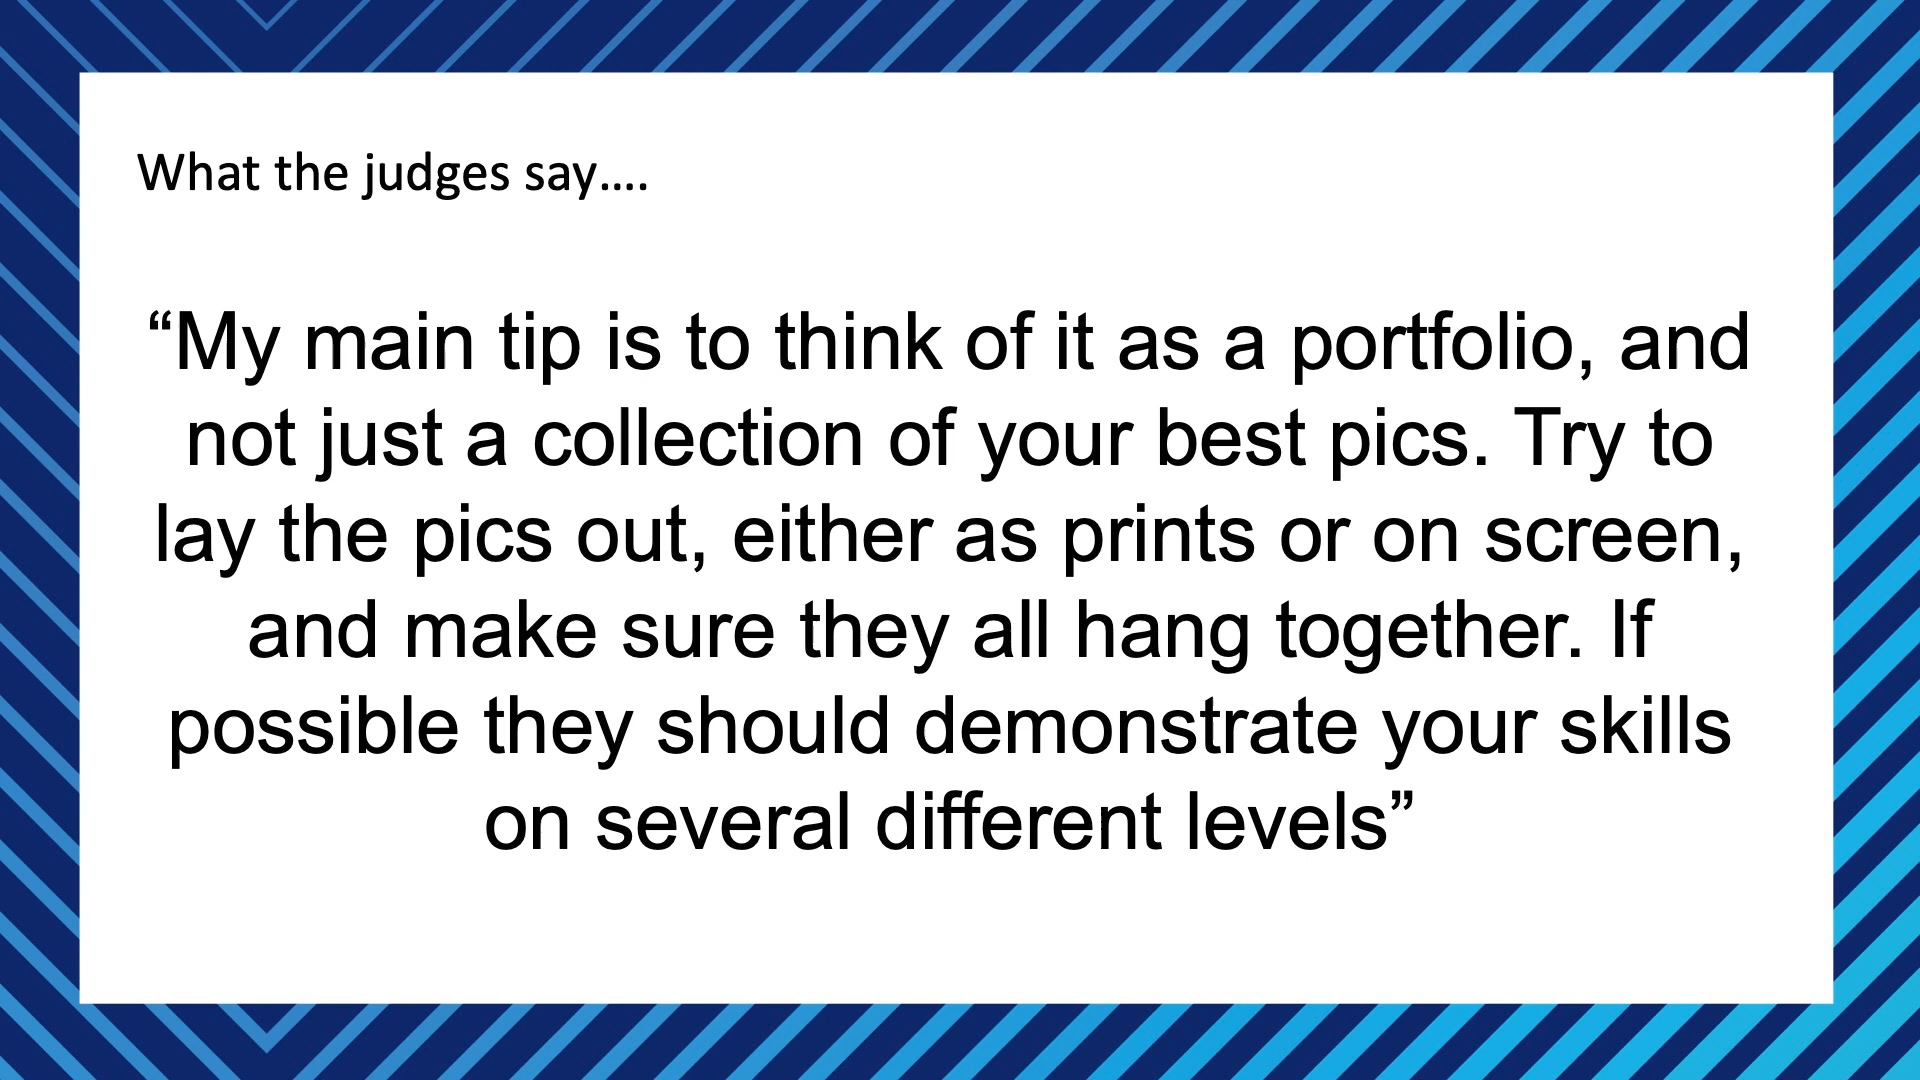 What the judges say....
“My main tip is to think of it as a portfolio, and
not just a collection of your best pics. Try to
lay the pics out, either as prints or on screen,
and make sure they all hang together. If
possible they should demonstrate your skills
on several different levels”